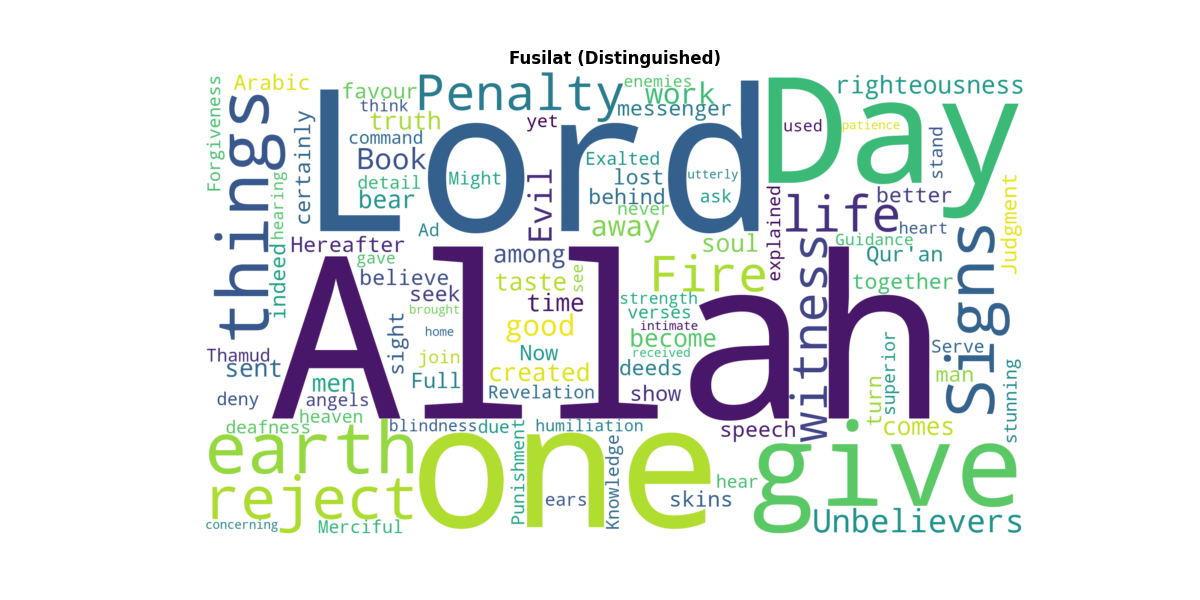 Fusilat (Distinguished)
Forgiveness
Arabic
things
certainly
favour
think
truth
command
Book
detail
bear
Penalty
Lord
Might
Ad
yet
Evil
enemies
work
messenger
Exalted
lost
behind
never
utterly
ask
away
Day
used
patience
righteousness
stand
better
heart
Judgment
hearing
indeed
Hereafter
gave
believe
seek
brought
home
among
taste
see
time
good
soul
Fire
explained
life
witness
Guidance
Qur'an
together
Signs
strength
verses
intimate
become
received
Allah
Thamud
sent
deny
men
angels
heaven
sight
join
Full
Now
created
Revelation
deeds
show
turn
superior
Serve
man
stunning
deafness
blindness
due
humiliation
speech
comes
earth
reject
concerning
Merciful
one
Punishment
ears
Knowledge
skins
hear
give
Unbelievers